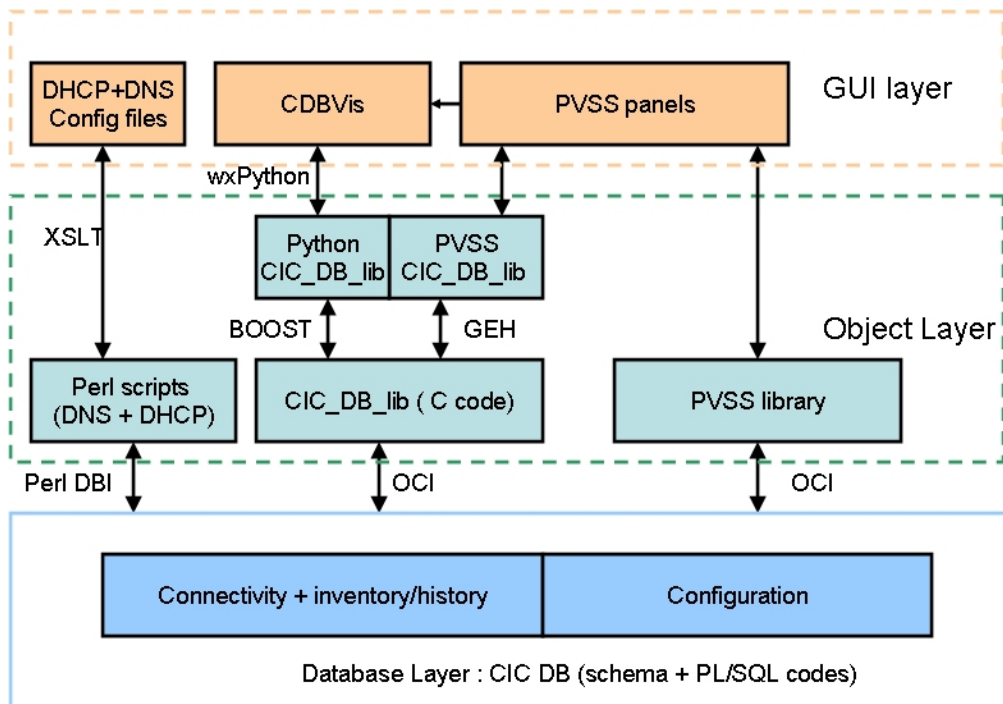 DHCP+DNS
Config files
CDBVis
PVSS panels
GUI layer
wxPython
XSLT
Python
CIC_DB_lib
PVSS
CIC_DB_lib
BOOST
GEH
Object Layer
Perl scripts
(DNS + DHCP)
CIC_DB_lib ( C code)
PVSS library
Perl DBI
OCI
OCI
Connectivity + inventory/history
Configuration
Database Layer : CIC DB (schema + PL/SQL codes)